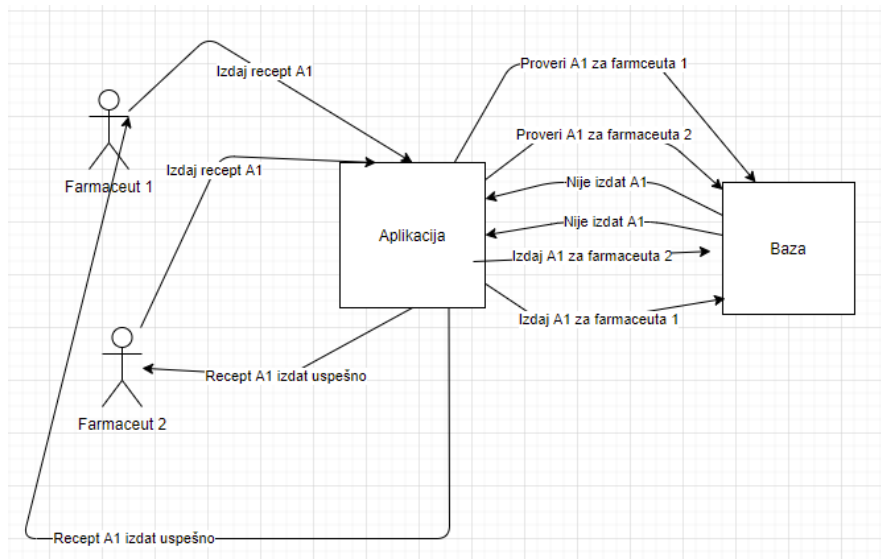 Izdaj recept A1
Farmaceut 1
Izdaj recept A1
Farmaceut 2
Aplikacija
Proveri A1 za farmceuta 1
Proveri A1 za farmaceuta 2
Nije izdat A1
Nije izdat A1
Izdaj A1 za farmaceuta 2
Izdaj A1 za farmaceuta 1
Baza
Recept A1 izdat uspešno
Recept A1 izdat uspešno